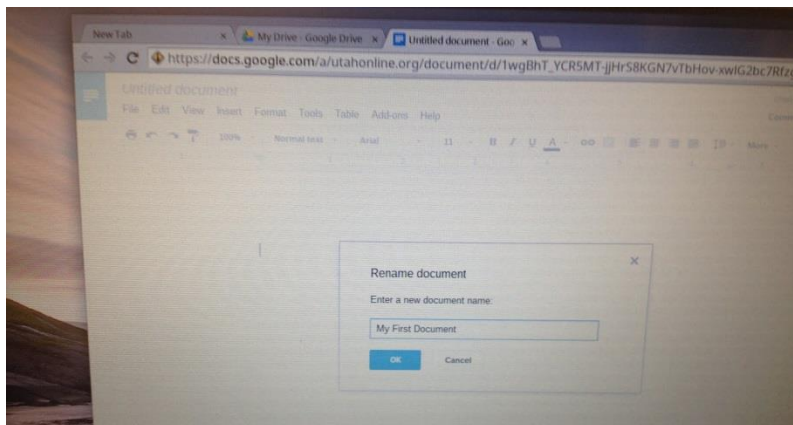 New Tab
My Drive - Google Drive
Untitled document - Goo
https://docs.google.com/a/utahonline.org/document/d/1wgBhT_YCR5MT-jjHrS8KGN7vTbHov-xwlG2bc7Rfz
Untitled document
File Edit View Insert Format Tools Table Add-ons Help
100% Normal text Arial 11 B I U A More
Rename document
Enter a new document name:
My First Document
OK Cancel